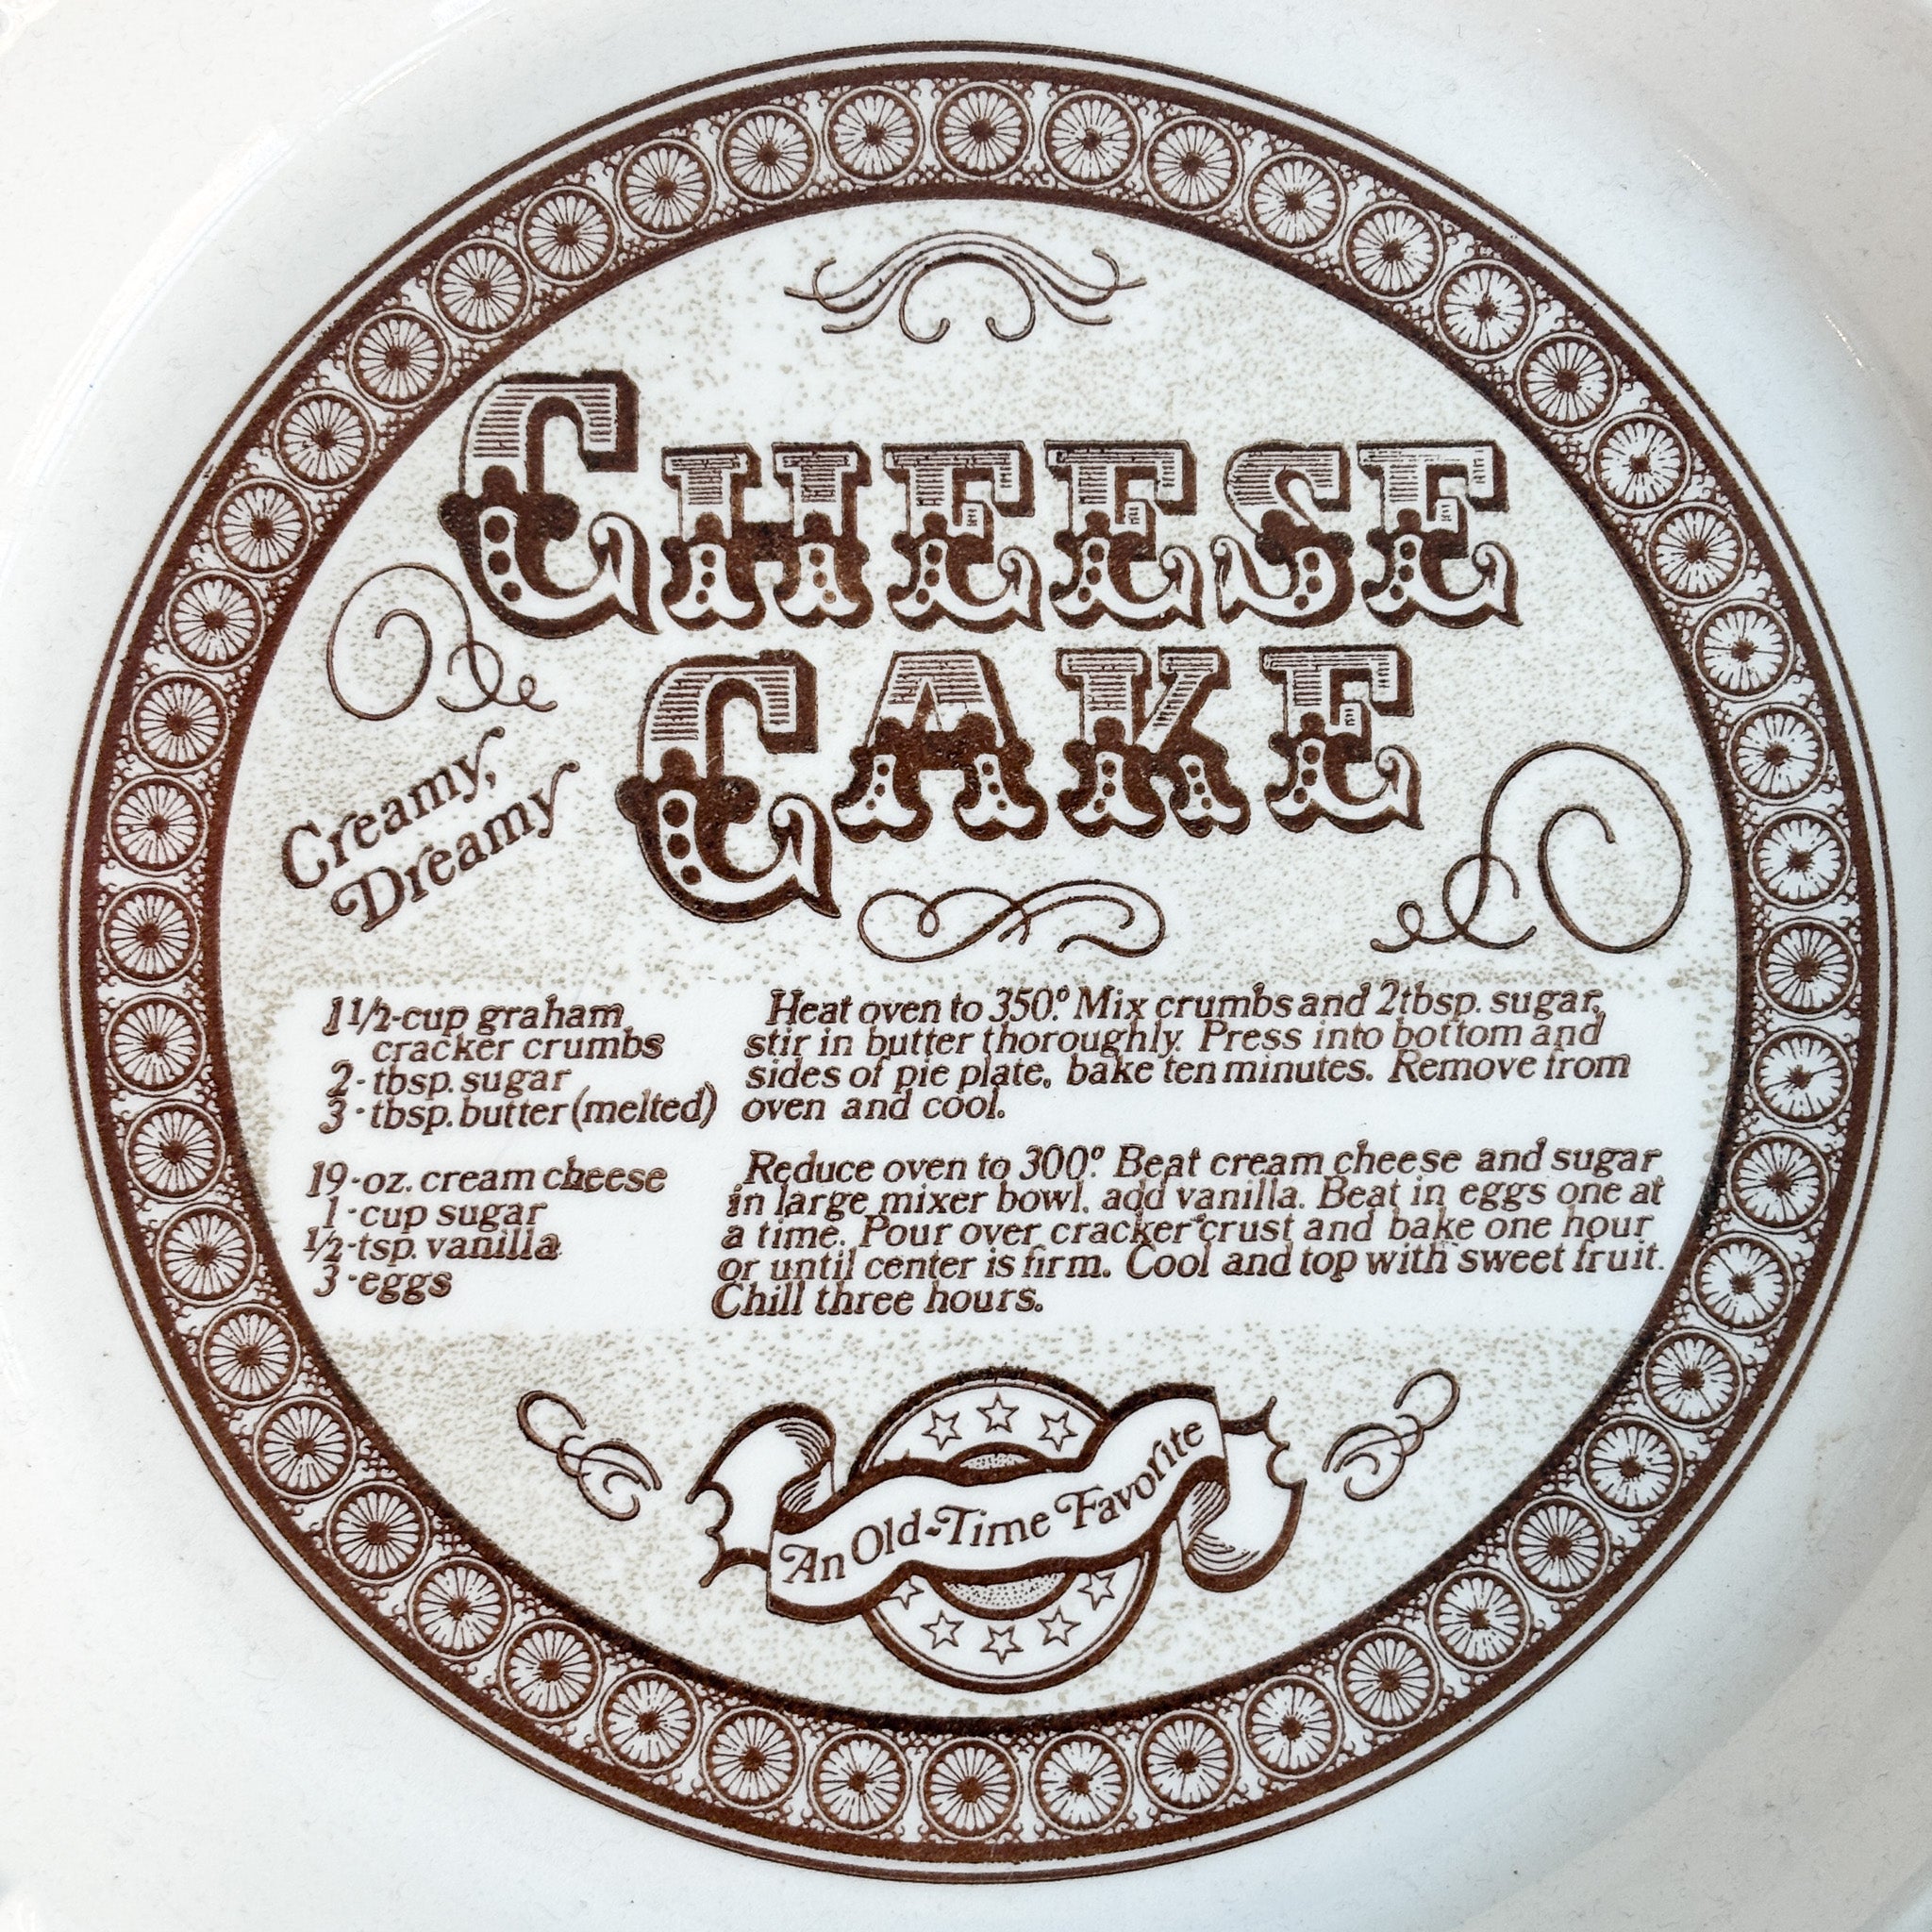 CHEESE
CAKE
Creamy,
Dreamy
1 1/2-cup graham
cracker crumbs
2-tbsp. sugar
3-tbsp. butter (melted)
19-oz. cream cheese
1-cup sugar
1/2-tsp. vanilla
3-eggs
Heat oven to 350.° Mix crumbs and 2 tbsp. sugar,
stir in butter thoroughly. Press into bottom and
sides of pie plate, bake ten minutes. Remove from
oven and cool.
Reduce oven to 300.° Beat cream cheese and sugar
in large mixer bowl, add vanilla. Beat in eggs one at
a time. Pour over cracker crust and bake one hour
or until center is firm. Cool and top with sweet fruit.
Chill three hours.
An Old-Time Favorite